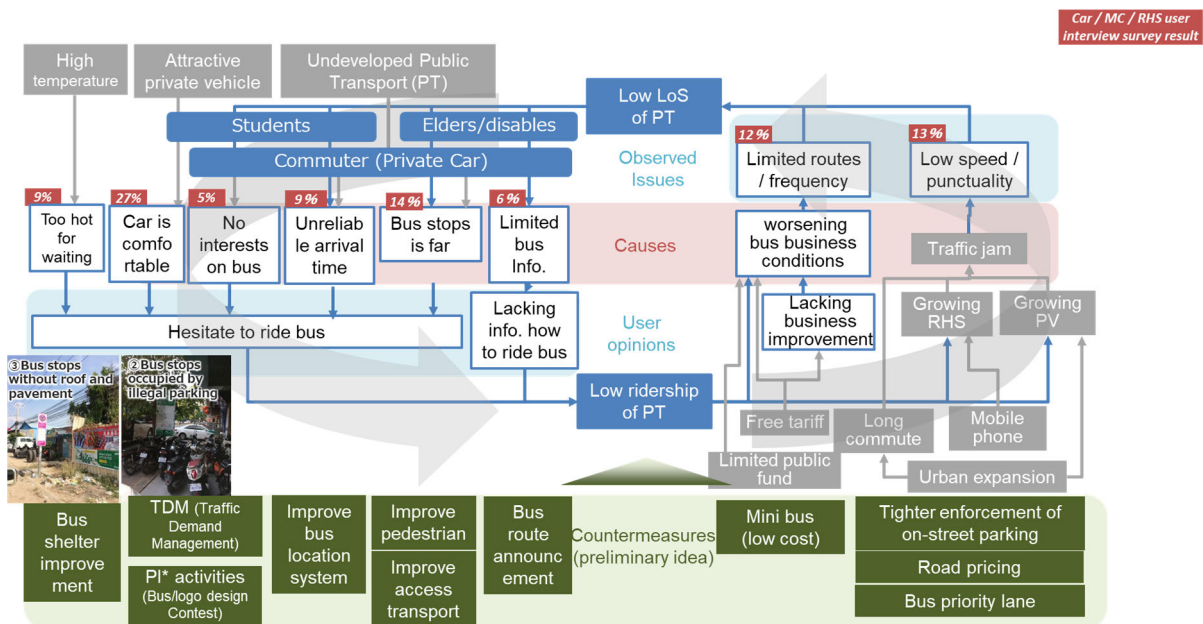 Car / MC / RHS user
interview survey result
High
temperature
Attractive
private vehicle
Undeveloped Public
Transport (PT)
Low LoS
of PT
Students
Elders/disables
Commuter (Private Car)
Observed
Issues
12 %
Limited routes
/ frequency
13 %
Low speed /
punctuality
9%
Too hot
for
waiting
27%
Car is
comfo
rtable
5%
No
interests
on bus
9 %
Unreliab
le arrival
time
14 %
Bus stops
is far
6 %
Limited
bus
Info.
Causes
worsening
bus business
conditions
Traffic jam
Growing
RHS
Growing
PV
Lacking
business
improvement
Hesitate to ride bus
Lacking
info. how
to ride bus
User
opinions
③Bus stops
without roof and
pavement
②Bus stops
occupied by
illegal parking
Low ridership
of PT
Free tariff
Limited public
fund
Long
commute
Mobile
phone
Urban expansion
Bus
shelter
improve
ment
TDM (Traffic
Demand
Management)
PI* activities
(Bus/logo design
Contest)
Improve
bus
location
system
Improve
pedestrian
Improve
access
transport
Bus
route
announc
ement
Countermeasures
(preliminary idea)
Mini bus
(low cost)
Tighter enforcement of
on-street parking
Road pricing
Bus priority lane